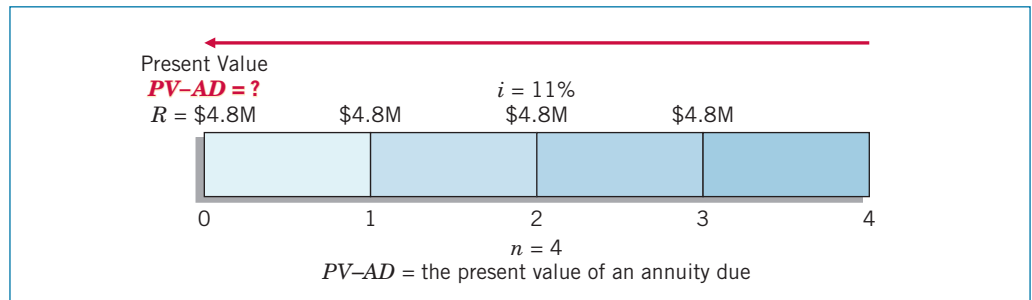 Present Value
PV–AD = ?
i = 11%
R = $4.8M $4.8M $4.8M $4.8M
0 1 2 3 4
n = 4
PV–AD = the present value of an annuity due